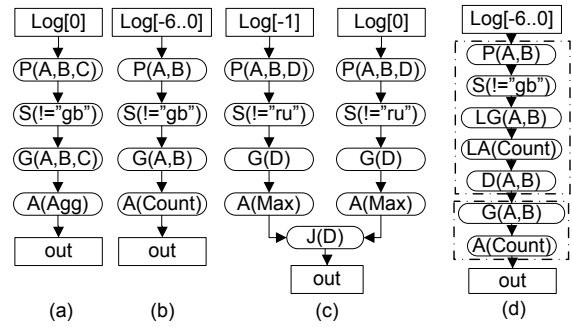 Log[0]
P(A,B,C)
S(!="gb")
G(A,B,C)
A(Agg)
out
(a)
Log[-6..0]
P(A,B)
S(!="gb")
G(A,B)
A(Count)
out
(b)
Log[-1]
P(A,B,D)
S(!="ru")
G(D)
A(Max)
Log[0]
P(A,B,D)
S(!="ru")
G(D)
A(Max)
J(D)
out
(c)
Log[-6..0]
P(A,B)
S(!="gb")
LG(A,B)
LA(Count)
D(A,B)
G(A,B)
A(Count)
out
(d)